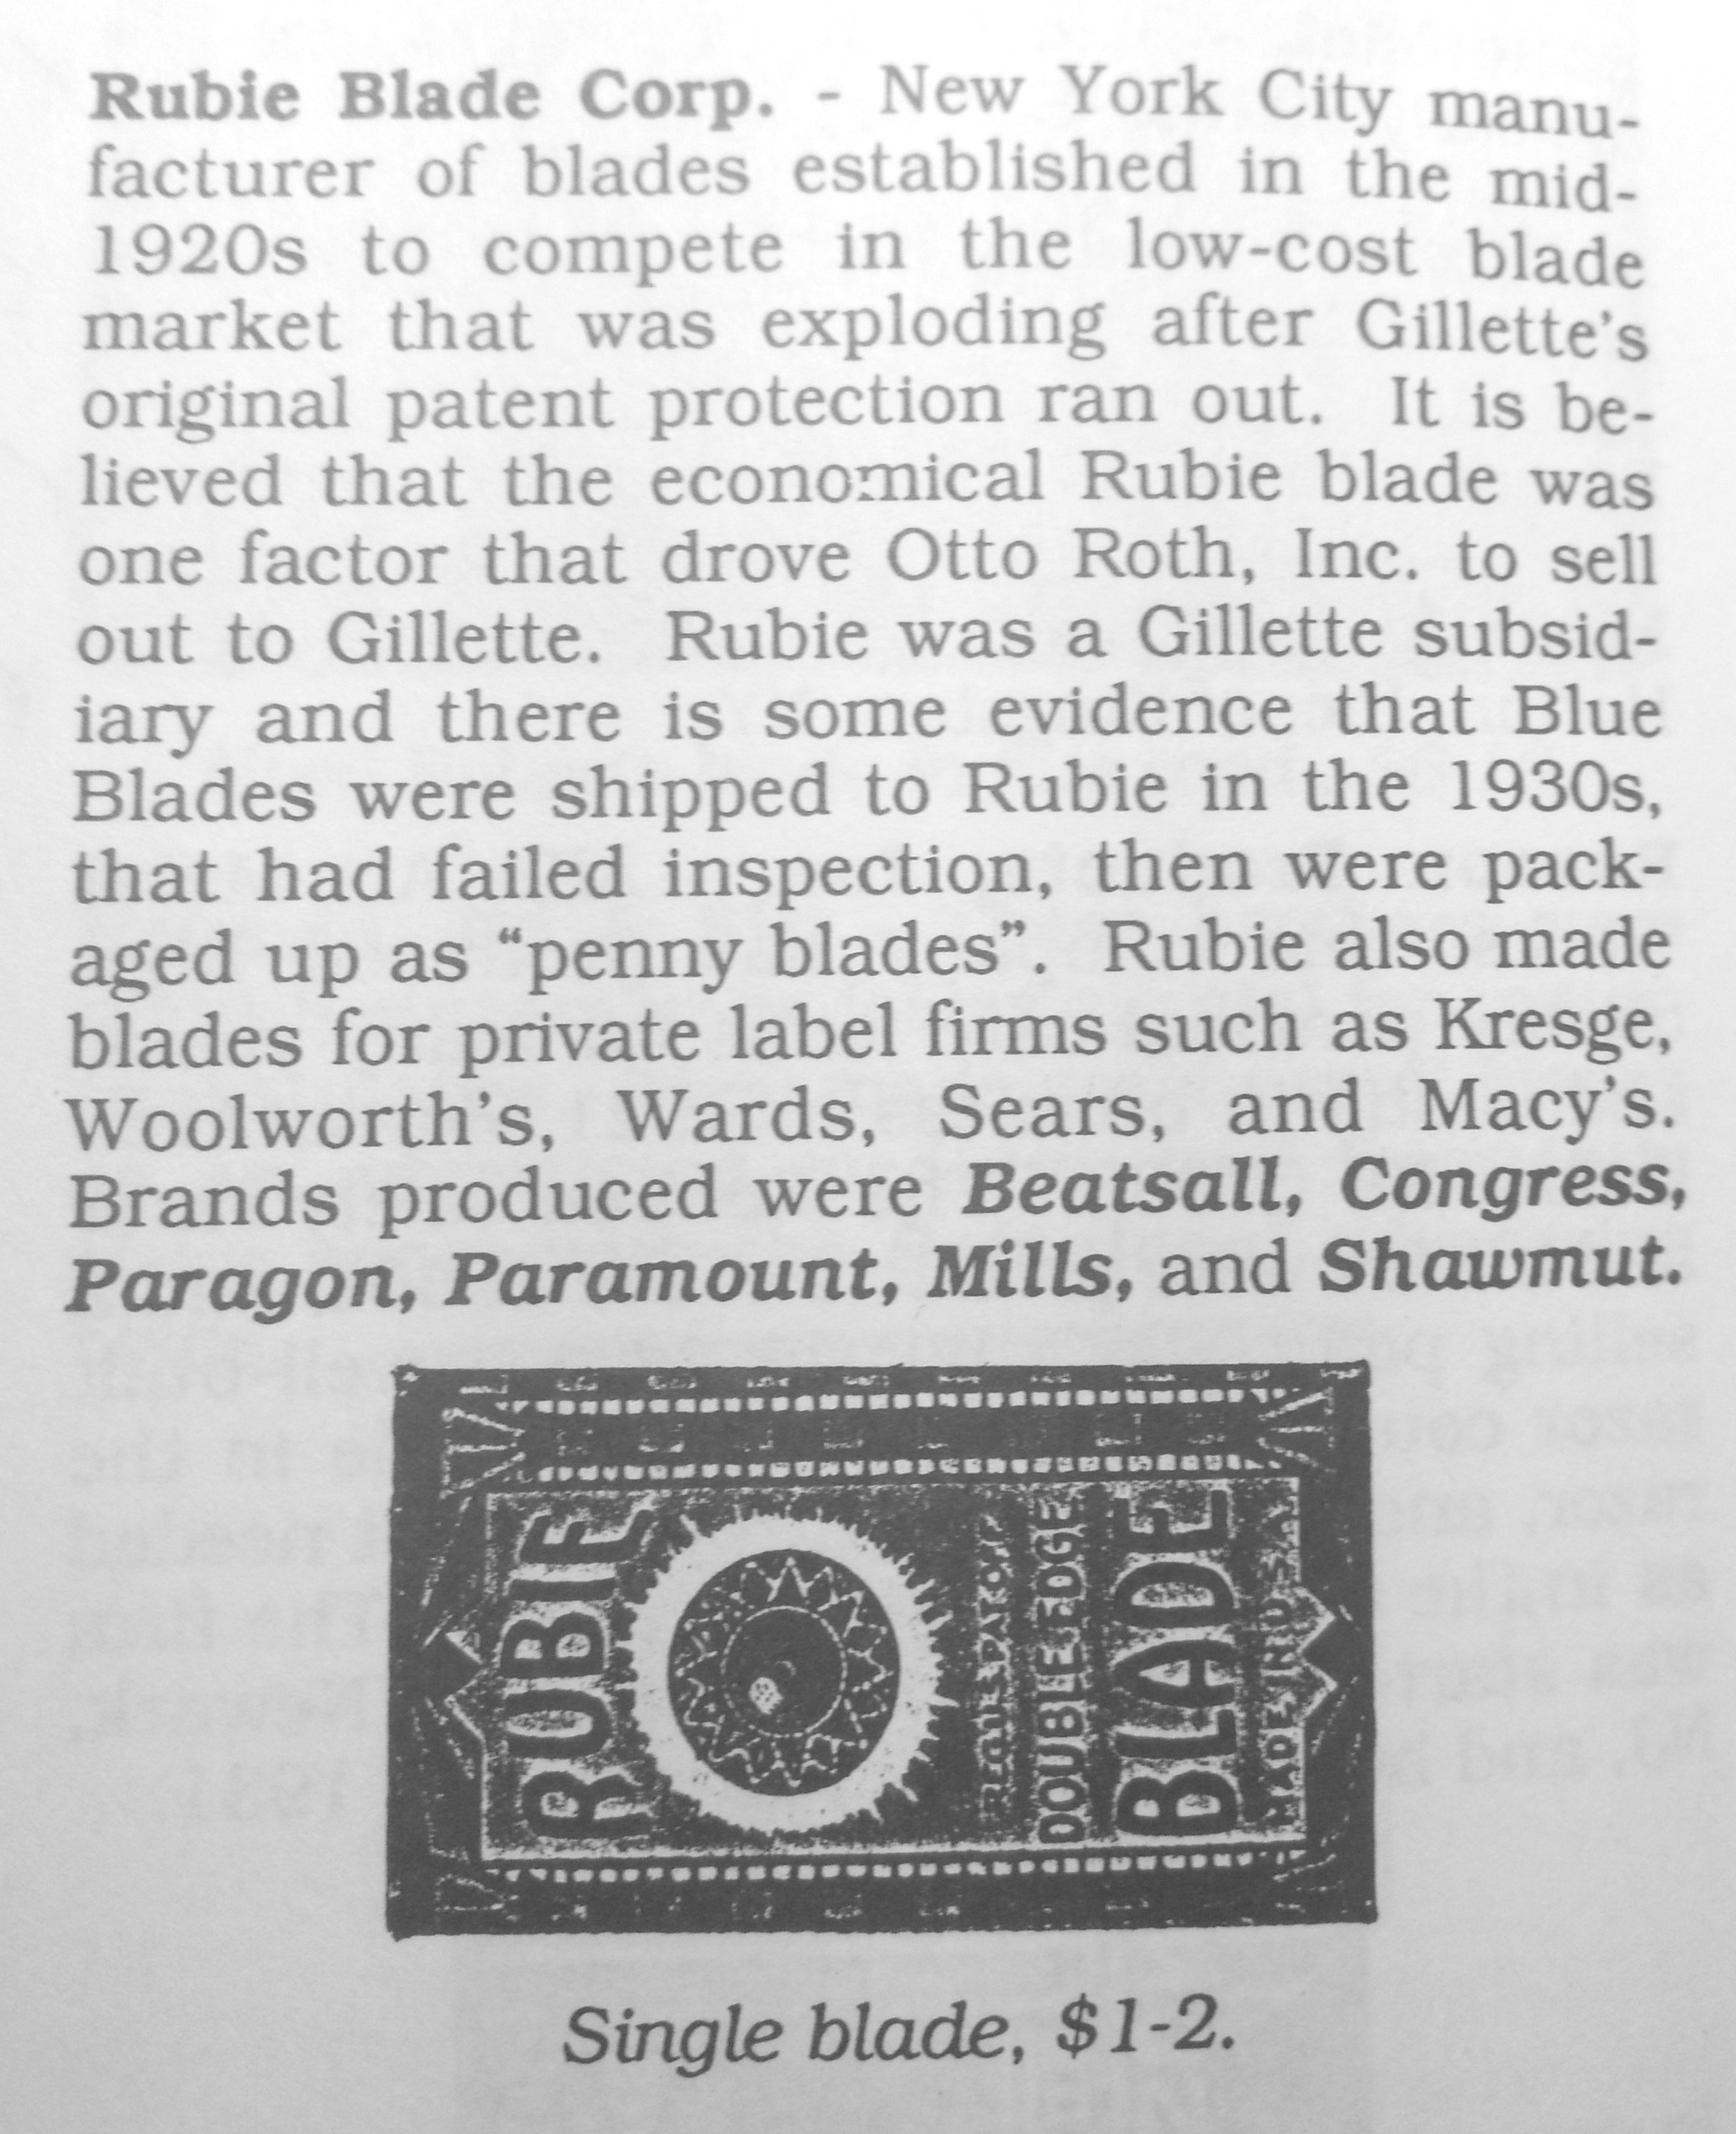 Rubie Blade Corp. - New York City manu-
facturer of blades established in the mid-
1920s to compete in the low-cost blade
market that was exploding after Gillette's
original patent protection ran out. It is be-
lieved that the economical Rubie blade was
one factor that drove Otto Roth, Inc. to sell
out to Gillette. Rubie was a Gillette subsid-
iary and there is some evidence that Blue
Blades were shipped to Rubie in the 1930s,
that had failed inspection, then were pack-
aged up as “penny blades”. Rubie also made
blades for private label firms such as Kresge,
Woolworth's, Wards, Sears, and Macy's.
Brands produced were Beatsall, Congress,
Paragon, Paramount, Mills, and Shawmut.
RUBIE
DOUBLE EDGE
BLADE
MADE IN U.S.A.
Single blade, $1-2.